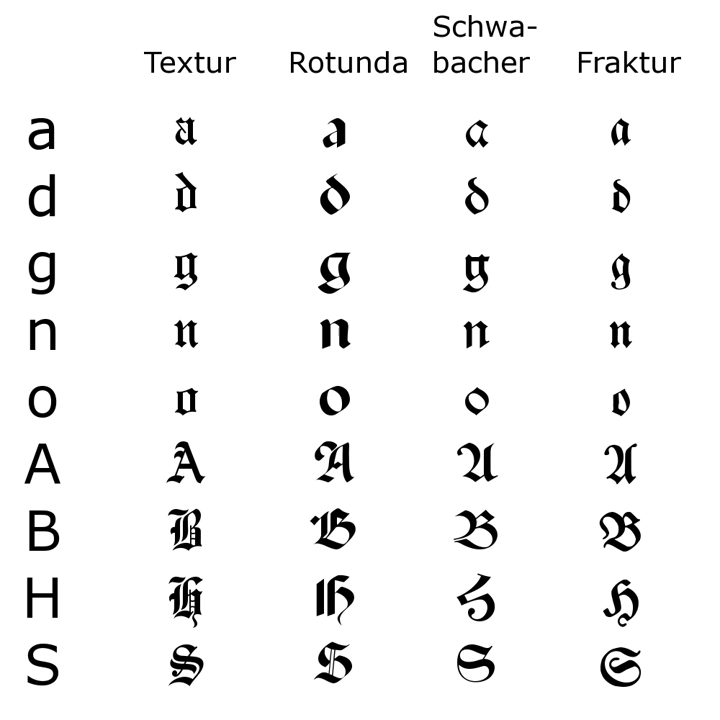 Textur Rotunda Schwa-
bacher Fraktur
a a a a a
d d d d d
g g g g g
n n n n n
o o o o o
A A A A A
B B B B B
H H H H H
S S S S S